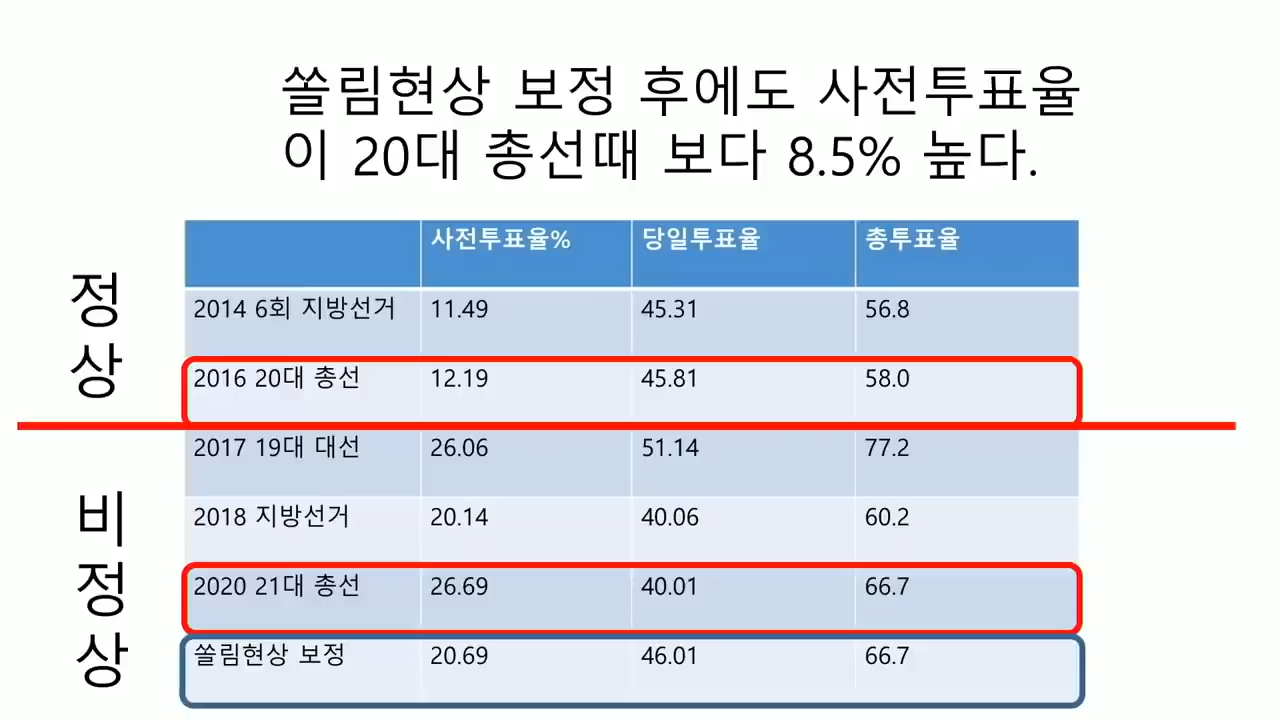 쏠림현상 보정 후에도 사전투표율
이 20대 총선때 보다 8.5% 높다.
사전투표율% 당일투표율 총투표율
정상
2014 6회 지방선거 11.49 45.31 56.8
2016 20대 총선 12.19 45.81 58.0
비정상
2017 19대 대선 26.06 51.14 77.2
2018 지방선거 20.14 40.06 60.2
2020 21대 총선 26.69 40.01 66.7
쏠림현상 보정 20.69 46.01 66.7